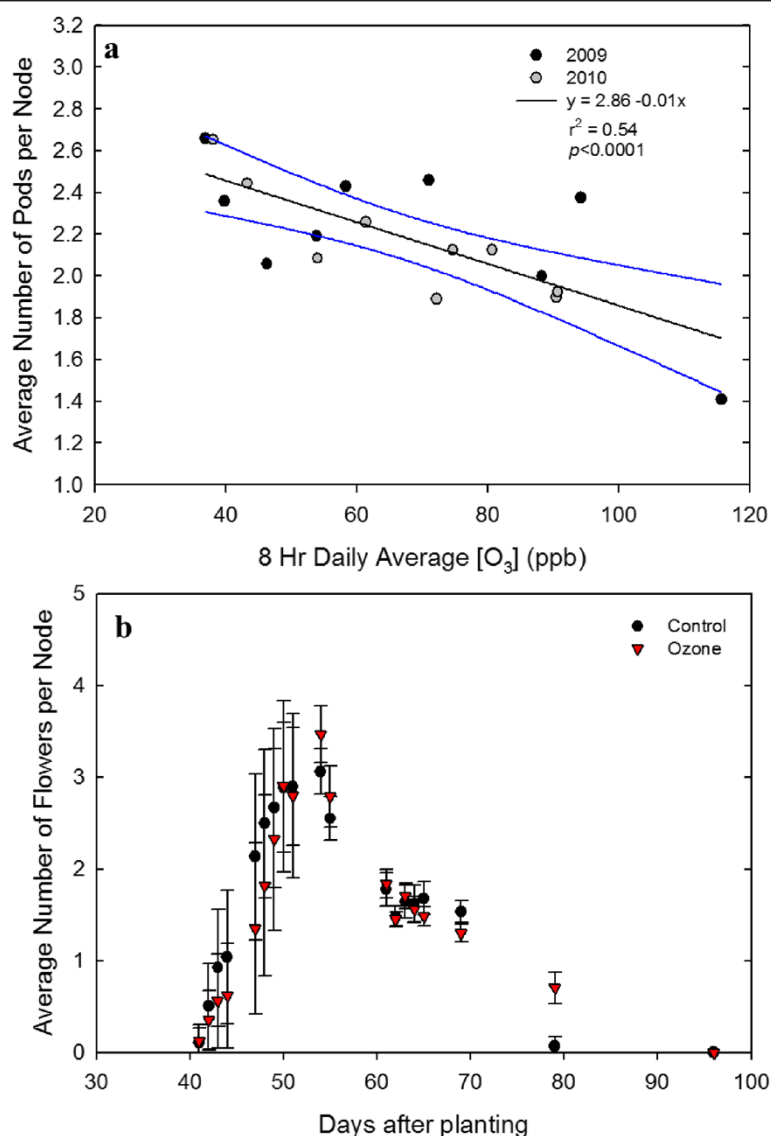 a
2009
2010
y = 2.86 -0.01x
r² = 0.54
p<0.0001
3.2
3.0
2.8
2.6
2.4
2.2
2.0
1.8
1.6
1.4
1.2
1.0
Average Number of Pods per Node
20 40 60 80 100 120
8 Hr Daily Average [O₃] (ppb)
b
Control
Ozone
5
4
3
2
1
0
Average Number of Flowers per Node
30 40 50 60 70 80 90 100
Days after planting